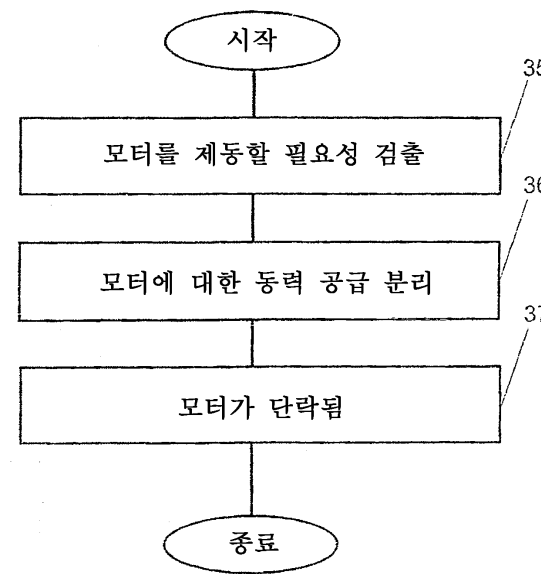 시작
35
모터를 제동할 필요성 검출
36
모터에 대한 동력 공급 분리
37
모터가 단락됨
종료